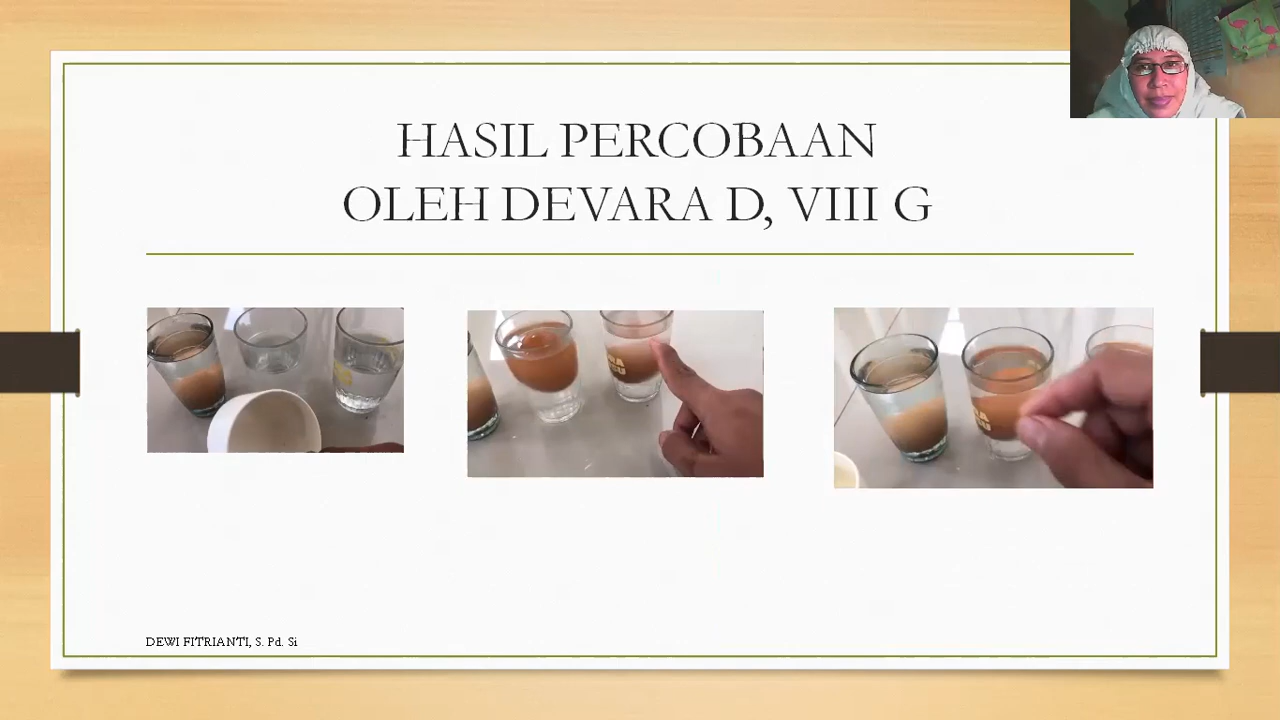 HASIL PERCOBAAN
OLEH DEVARA D, VIII G
DEWI FITRIANTI, S. Pd. Si